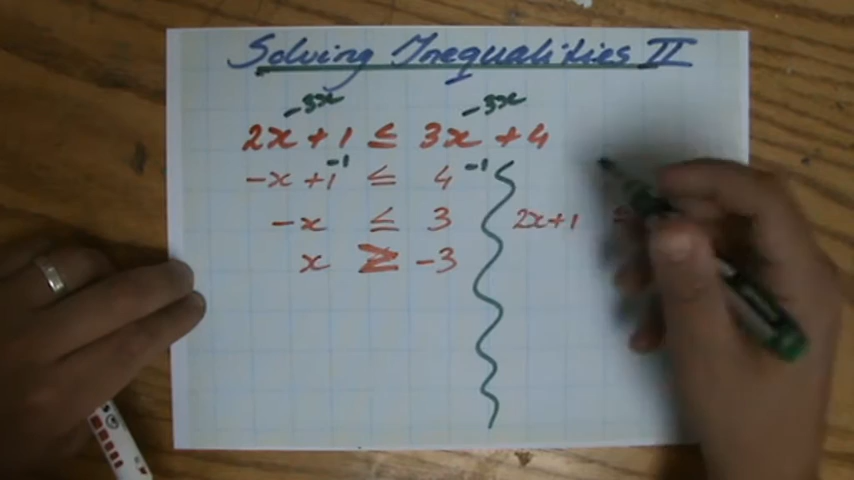 Solving Inequalities II
-3x -3x
2x + 1 ≤ 3x + 4
-x + 1 -1 ≤ 4 -1
-x ≤ 3
2x+1
x ≥ -3